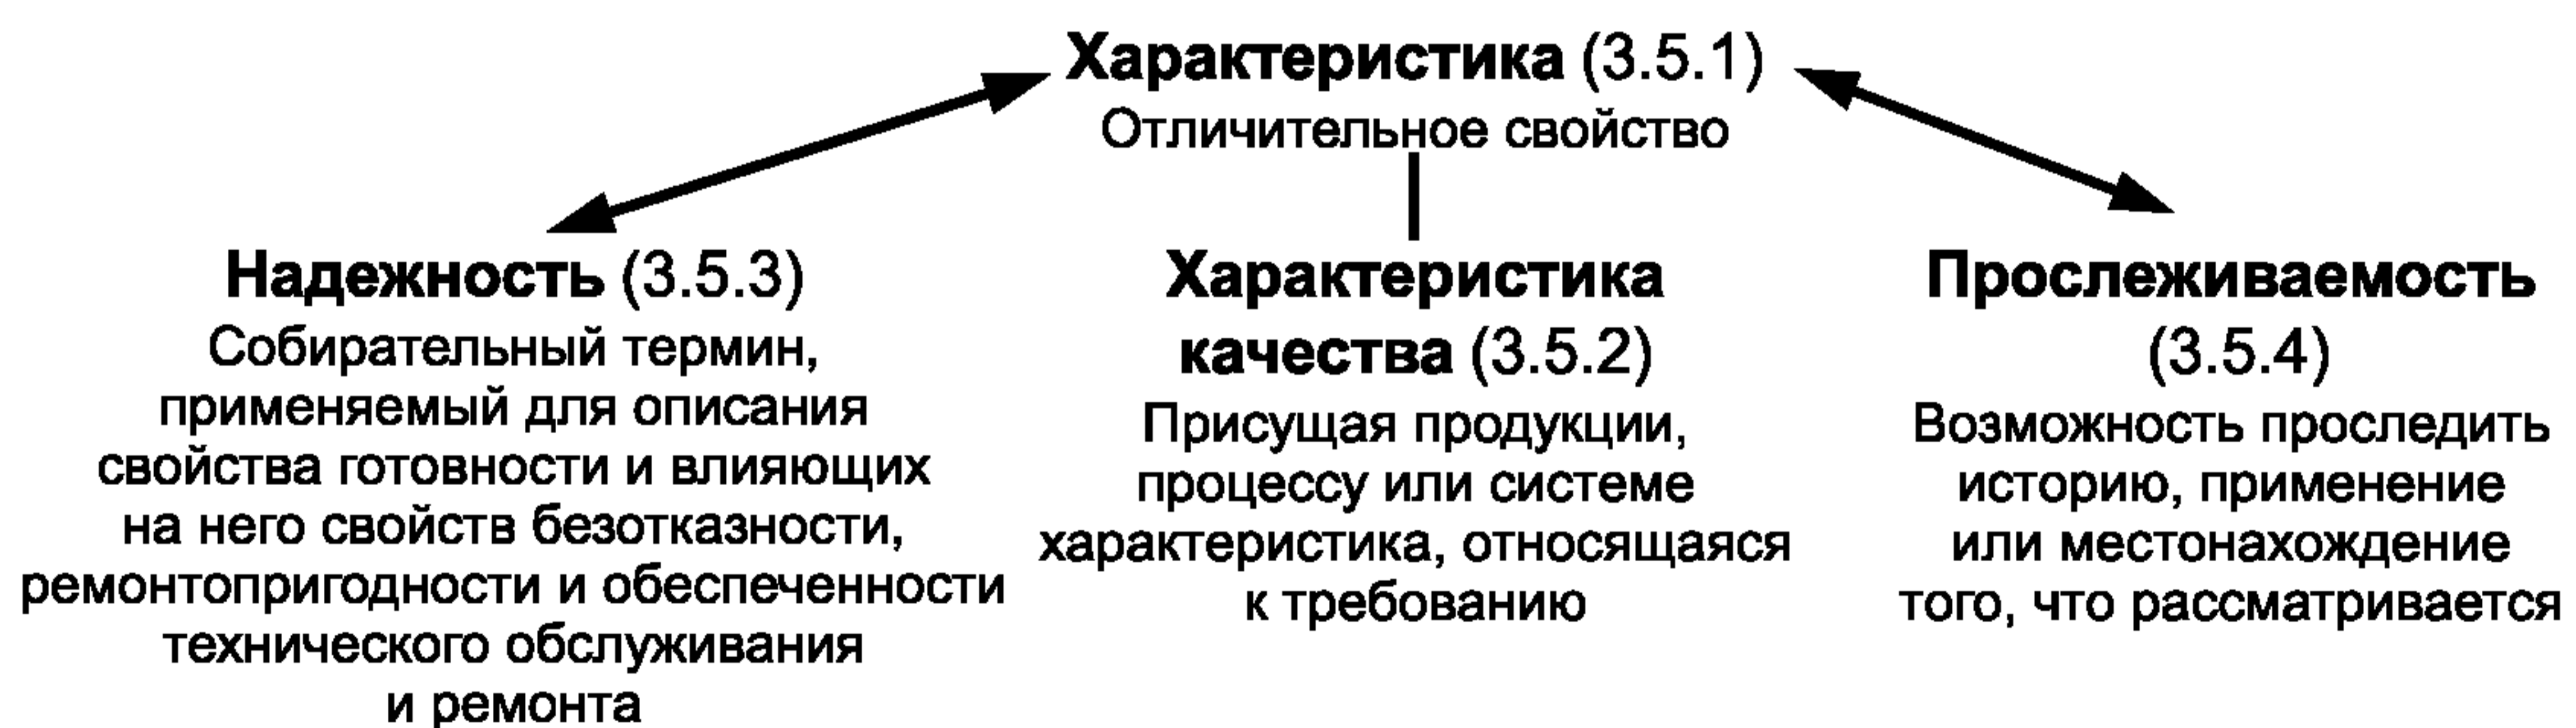 Характеристика (3.5.1)
Отличительное свойство
Надежность (3.5.3)
Собирательный термин,
применяемый для описания
свойства готовности и влияющих
на него свойств безотказности,
ремонтопригодности и обеспеченности
технического обслуживания
и ремонта
Характеристика
качества (3.5.2)
Присущая продукции,
процессу или системе
характеристика, относящаяся
к требованию
Прослеживаемость
(3.5.4)
Возможность проследить
историю, применение
или местонахождение
того, что рассматривается